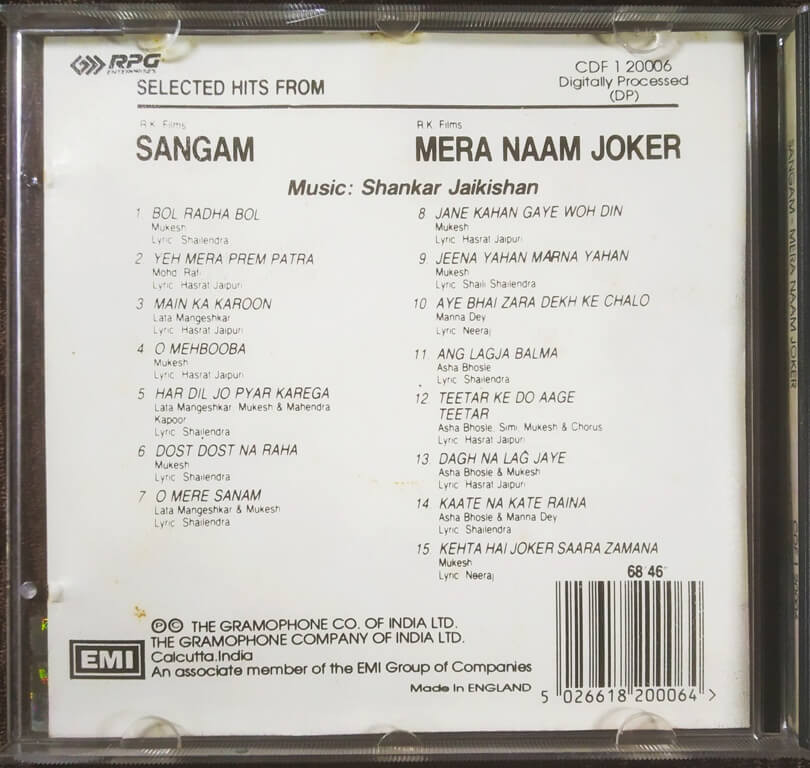 RPG
ENTERPRISES
SELECTED HITS FROM
CDF 1 20006
Digitally Processed
(DP)
R.K. Films
SANGAM
R.K. Films
MERA NAAM JOKER
Music: Shankar Jaikishan
1 BOL RADHA BOL
Mukesh
Lyric: Shailendra
2 YEH MERA PREM PATRA
Mohd. Rafi
Lyric: Hasrat Jaipuri
3 MAIN KA KAROON
Lata Mangeshkar
Lyric: Hasrat Jaipuri
4 O MEHBOOBA
Mukesh
Lyric: Hasrat Jaipuri
5 HAR DIL JO PYAR KAREGA
Lata Mangeshkar, Mukesh & Mahendra
Kapoor
Lyric: Shailendra
6 DOST DOST NA RAHA
Mukesh
Lyric: Shailendra
7 O MERE SANAM
Lata Mangeshkar & Mukesh
Lyric: Shailendra
8 JANE KAHAN GAYE WOH DIN
Mukesh
Lyric: Hasrat Jaipuri
9 JEENA YAHAN MARNA YAHAN
Mukesh
Lyric: Shaili Shailendra
10 AYE BHAI ZARA DEKH KE CHALO
Manna Dey
Lyric: Neeraj
11 ANG LAGJA BALMA
Asha Bhosle
Lyric: Shailendra
12 TEETAR KE DO AAGE
TEETAR
Asha Bhosle, Simi, Mukesh & Chorus
Lyric: Hasrat Jaipuri
13 DAGH NA LAG JAYE
Asha Bhosle & Mukesh
Lyric: Hasrat Jaipuri
14 KAATE NA KATE RAINA
Asha Bhosle & Manna Dey
Lyric: Shailendra
15 KEHTA HAI JOKER SAARA ZAMANA
Mukesh
Lyric: Neeraj
68'46"
EMI
℗© THE GRAMOPHONE CO. OF INDIA LTD.
THE GRAMOPHONE COMPANY OF INDIA LTD.
Calcutta.India
An associate member of the EMI Group of Companies
Made in ENGLAND
5 026618 200064 >
SANGAM - MERA NAAM JOKER